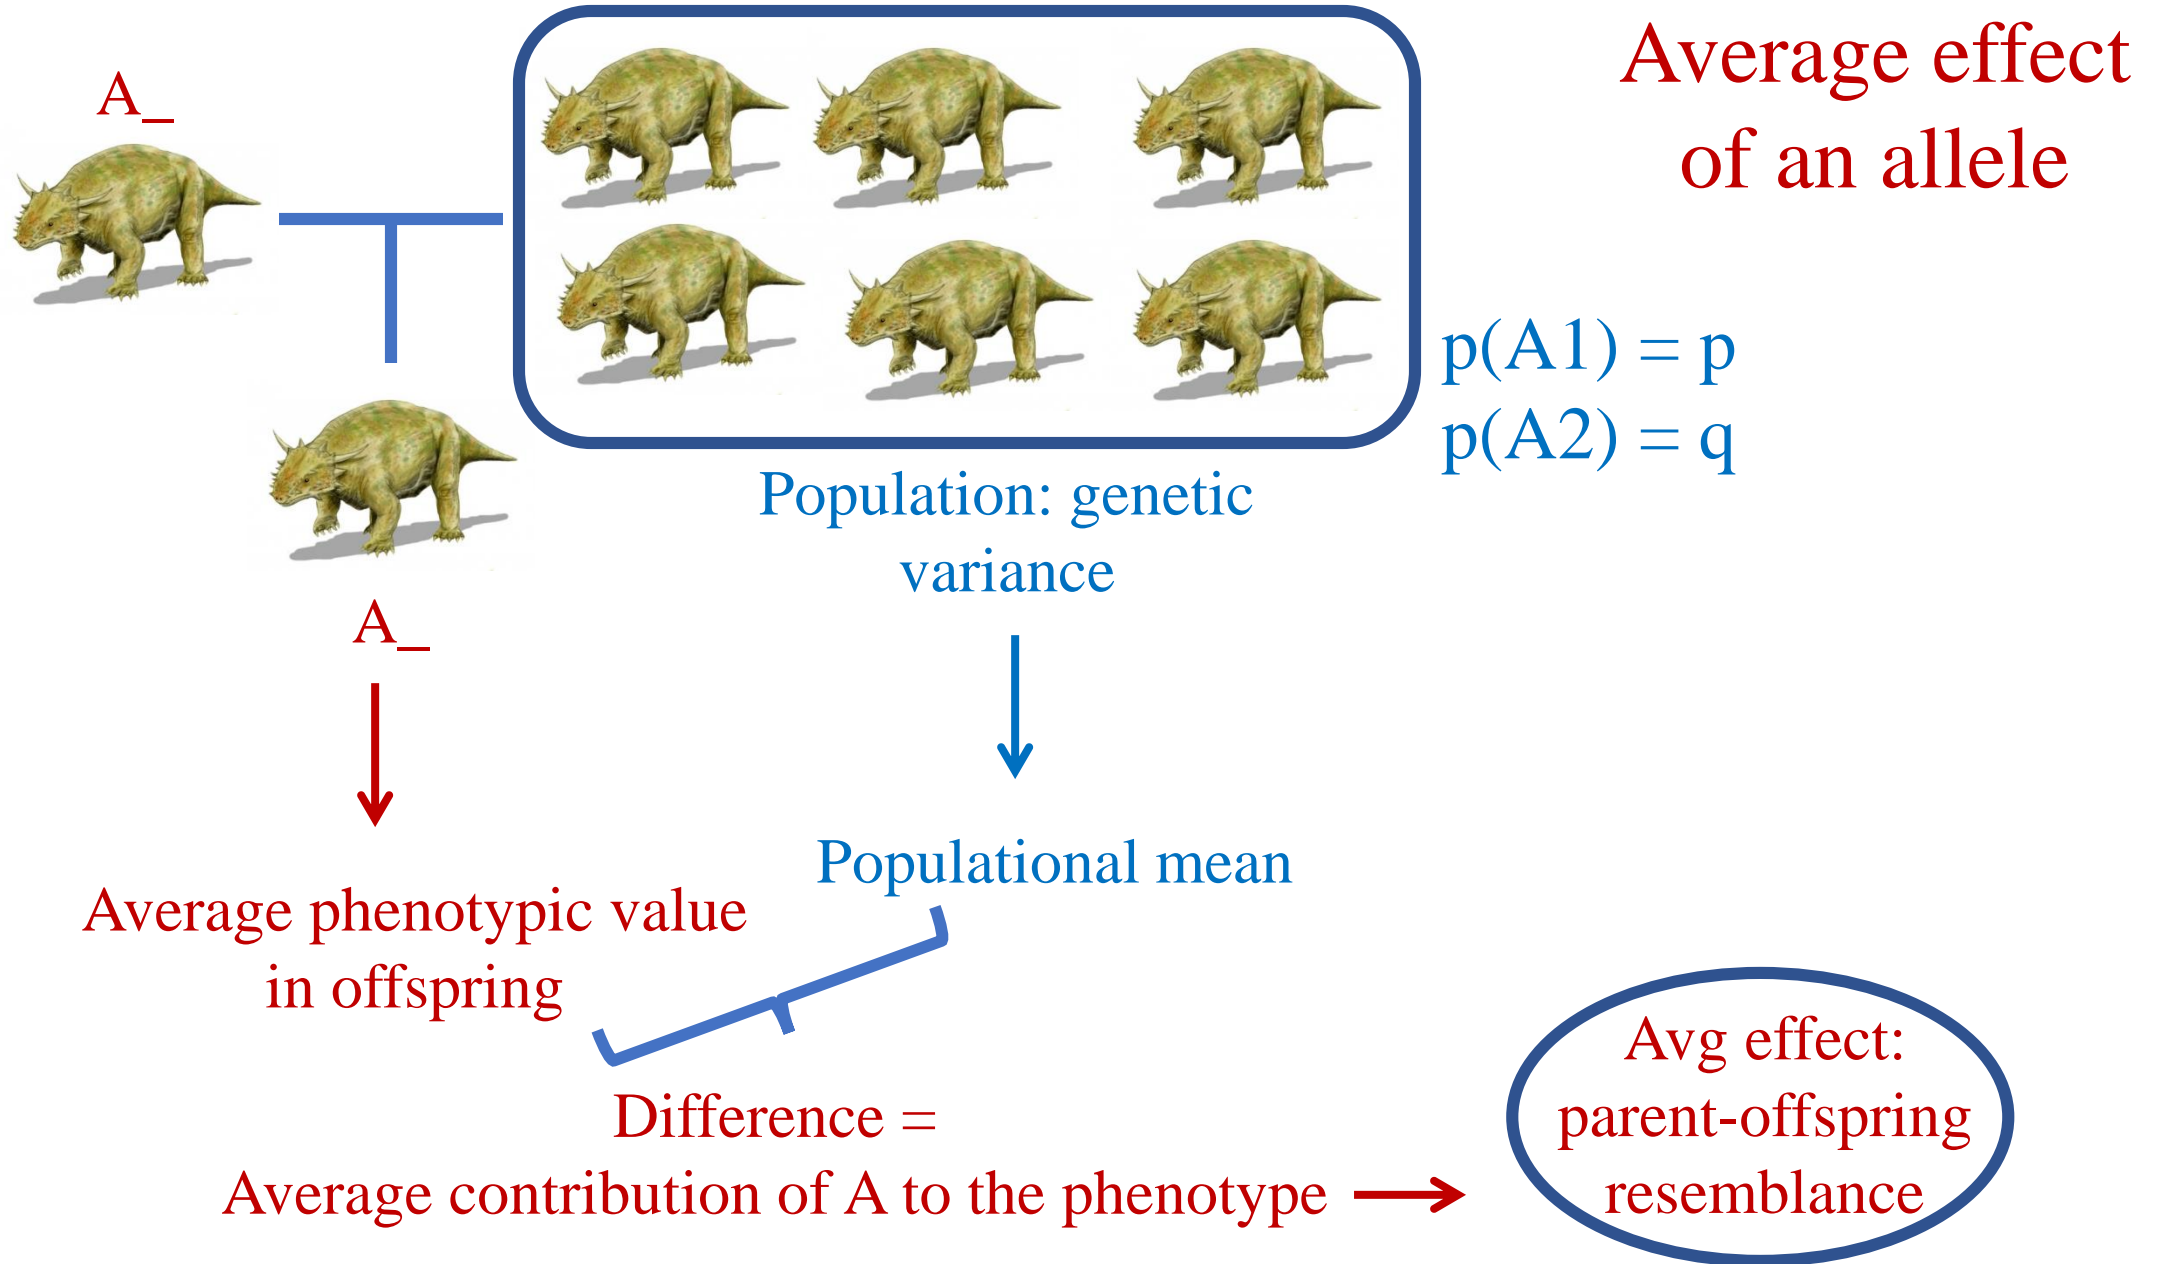 Average effect
of an allele
A_
p(A1) = p
p(A2) = q
Population: genetic
variance
A_
Populational mean
Average phenotypic value
in offspring
Difference =
Average contribution of A to the phenotype
Avg effect:
parent-offspring
resemblance